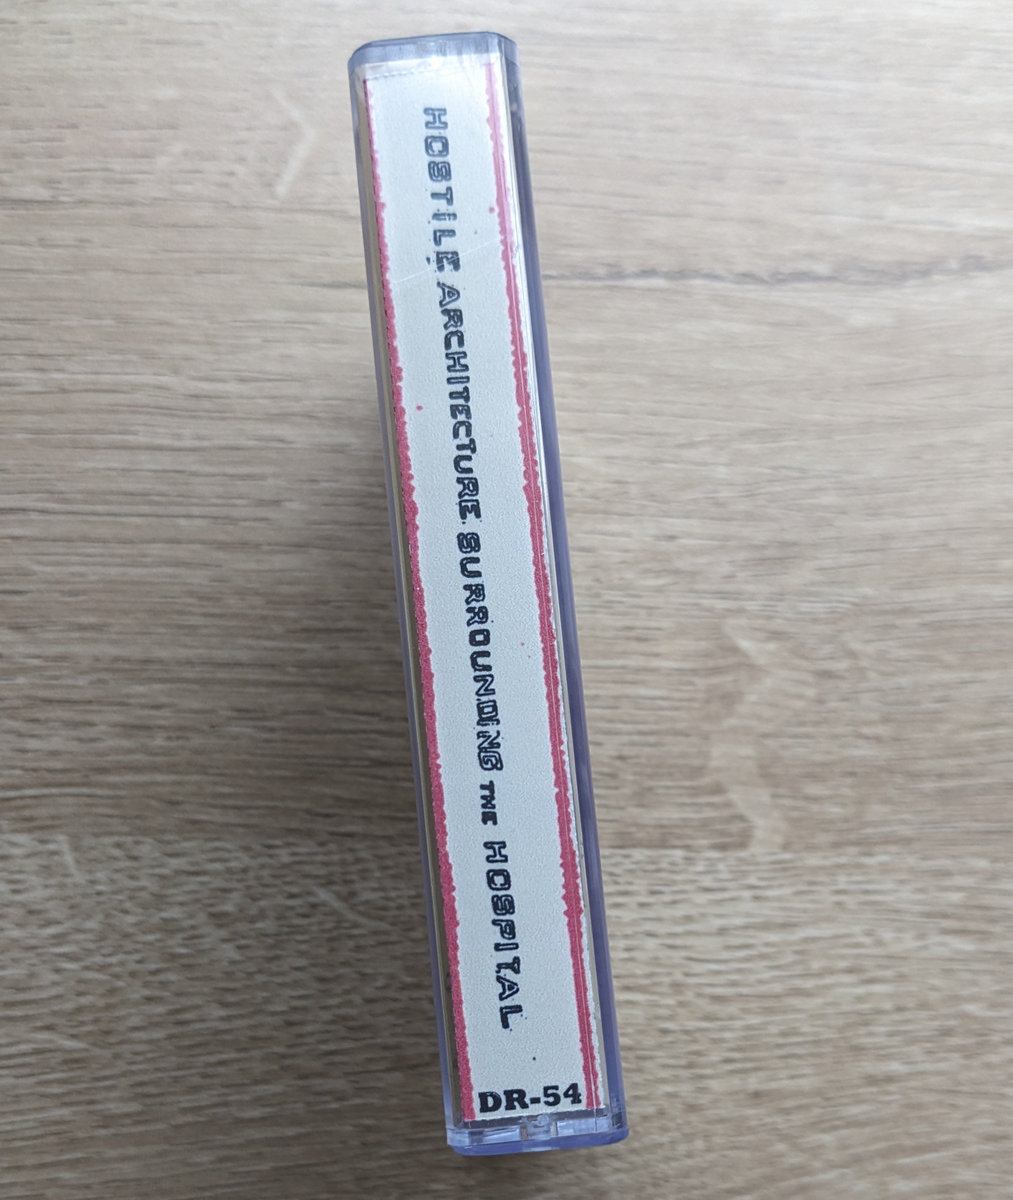 HOSTILE ARCHITECTURE SURROUNDING THE HOSPITAL
DR-54